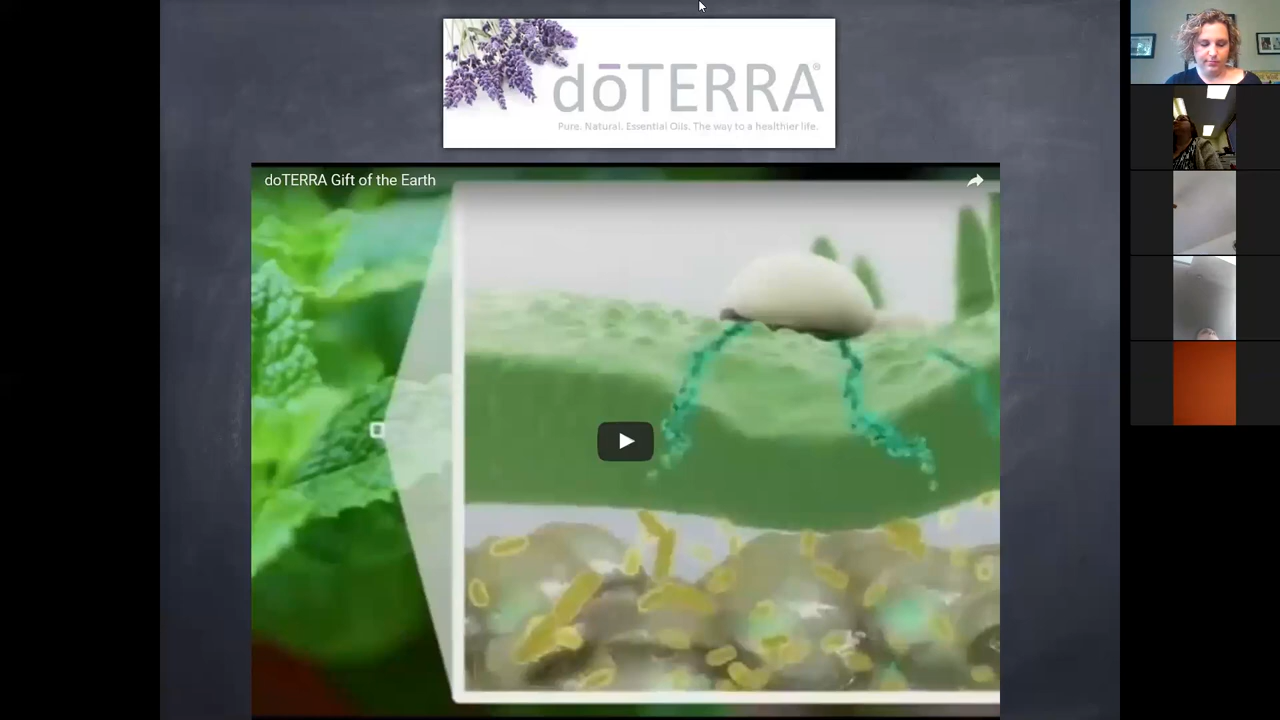 dōTERRA®
Pure. Natural. Essential Oils. The way to a healthier life.
doTERRA Gift of the Earth